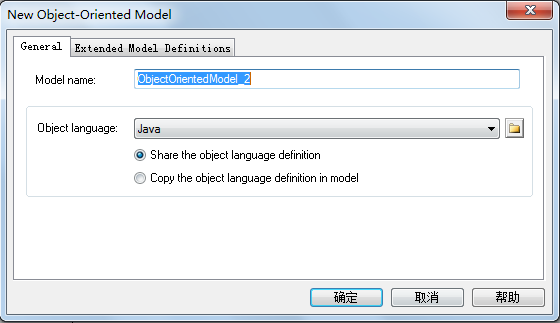 New Object-Oriented Model
General Extended Model Definitions
Model name: ObjectOrientedModel_2
Object language: Java
Share the object language definition
Copy the object language definition in model
确定 取消 帮助